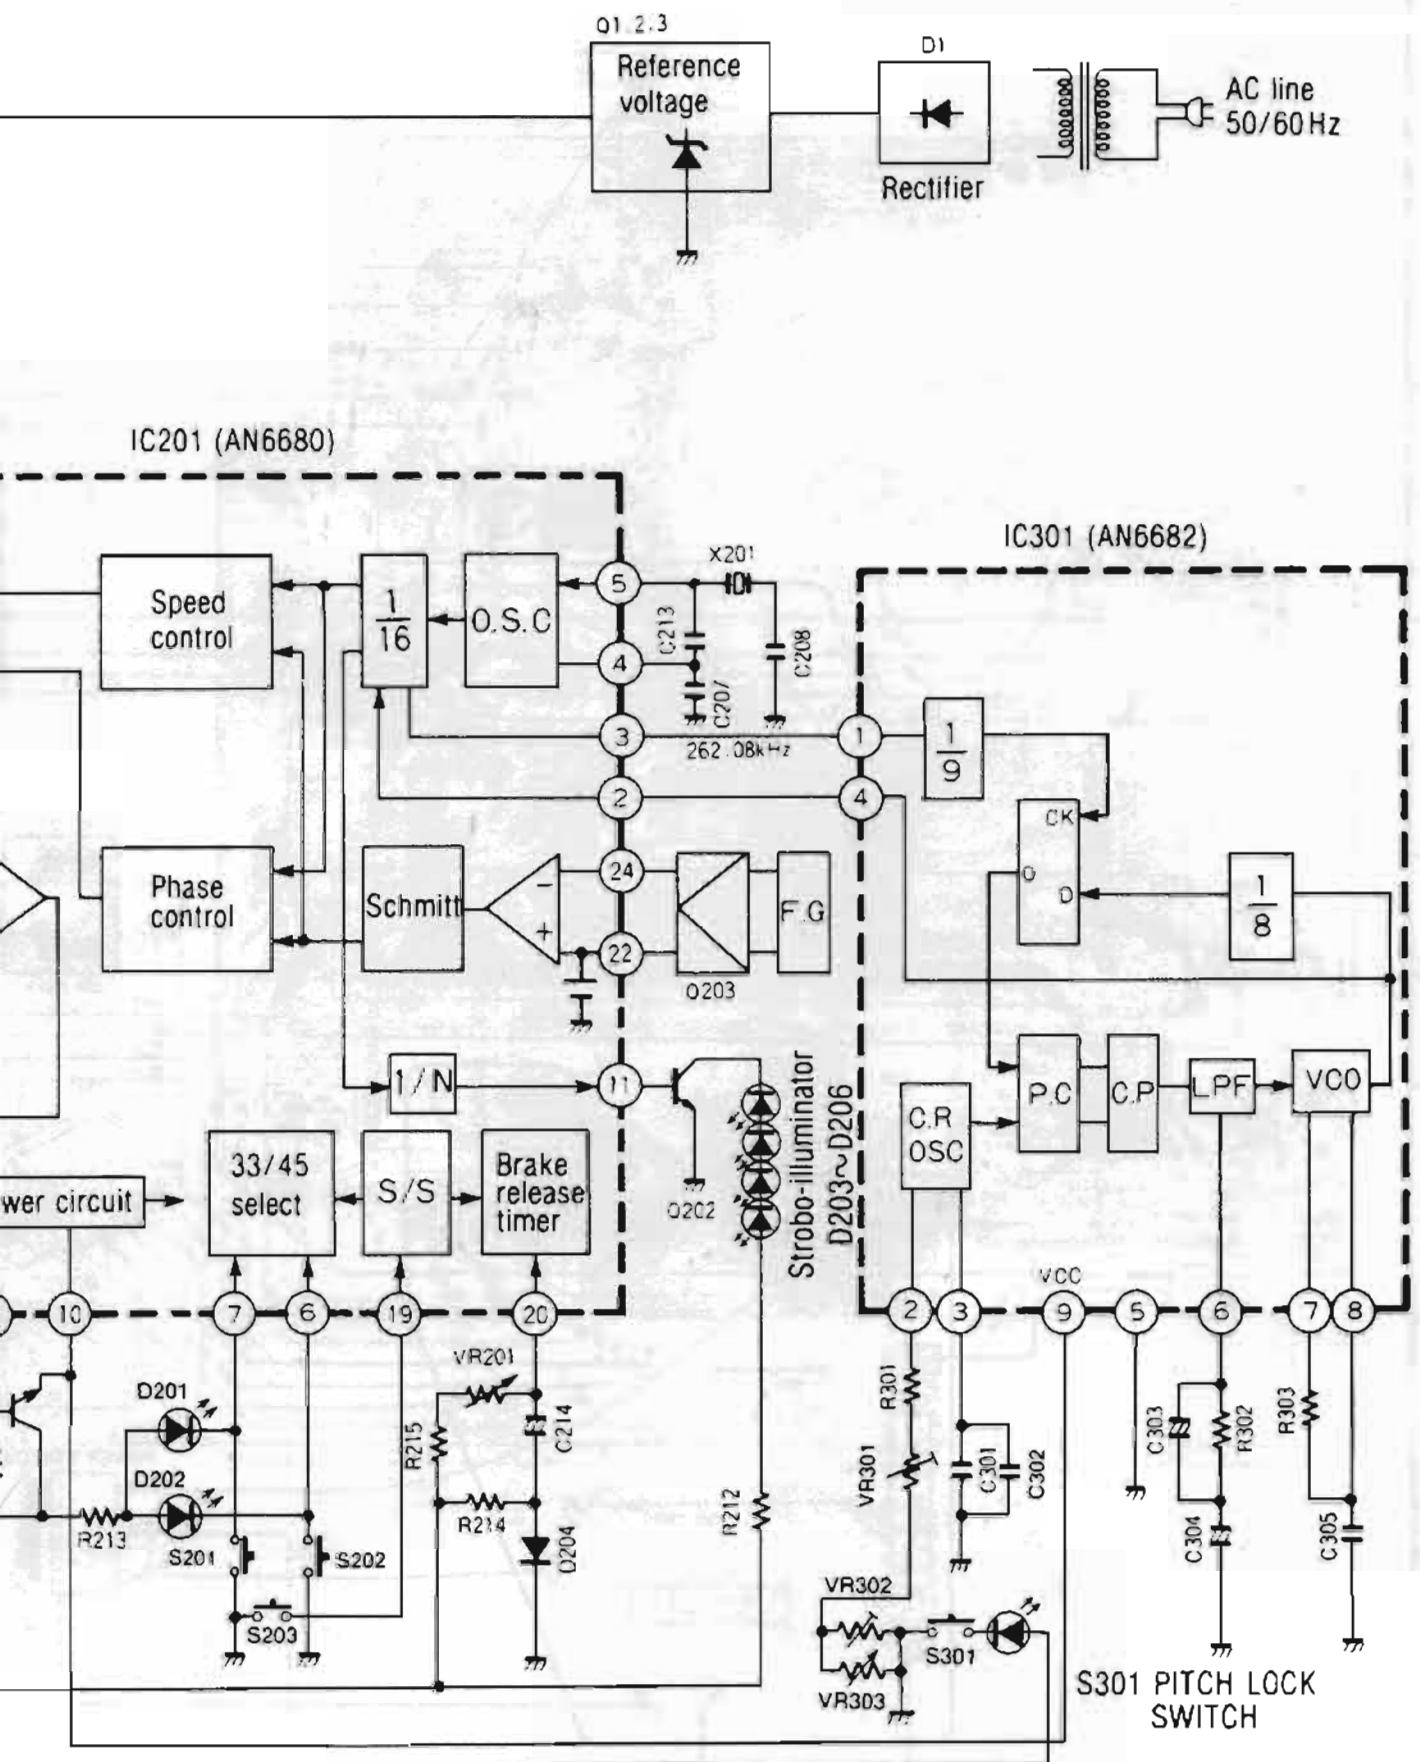 Q1.2.3
Reference
voltage
D1
Rectifier
AC line
50/60Hz
IC201 (AN6680)
IC301 (AN6682)
Speed
control
1
16
O.S.C
5
4
3
2
X201
C213
C207
C208
262.08kHz
1
4
1
9
CK
Q
D
1
8
Phase
control
Schmitt
−
+
24
22
F.G
Q203
1/N
11
Q202
Strobo-illuminator
D203~D206
C.R
OSC
P.C
C.P
LPF
VCO
wer circuit
33/45
select
S/S
Brake
release
timer
10
7
6
19
20
VCC
2
3
9
5
6
7
8
D201
D202
R213
S201
S202
S203
VR201
R215
C214
R214
D204
R212
R301
VR301
C301
C302
VR302
VR303
S301
C303
R302
C304
R303
C305
S301 PITCH LOCK
SWITCH